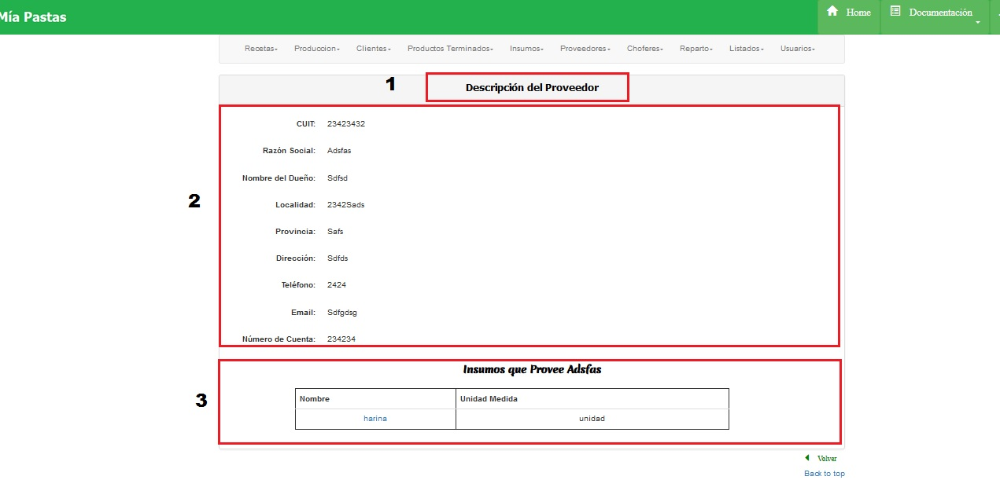 Mía Pastas Home Documentación
Recetas Produccion Clientes Productos Terminados Insumos Proveedores Choferes Reparto Listados Usuarios
1 Descripción del Proveedor
CUIT: 23423432
Razón Social: Adsfas
Nombre del Dueño: Sdfsd
2
Localidad: 2342Sads
Provincia: Safs
Dirección: Sdfds
Teléfono: 2424
Email: Sdfgdsg
Número de Cuenta: 234234
Insumos que Provee Adsfas
3
Nombre Unidad Medida
harina unidad
Volver
Back to top